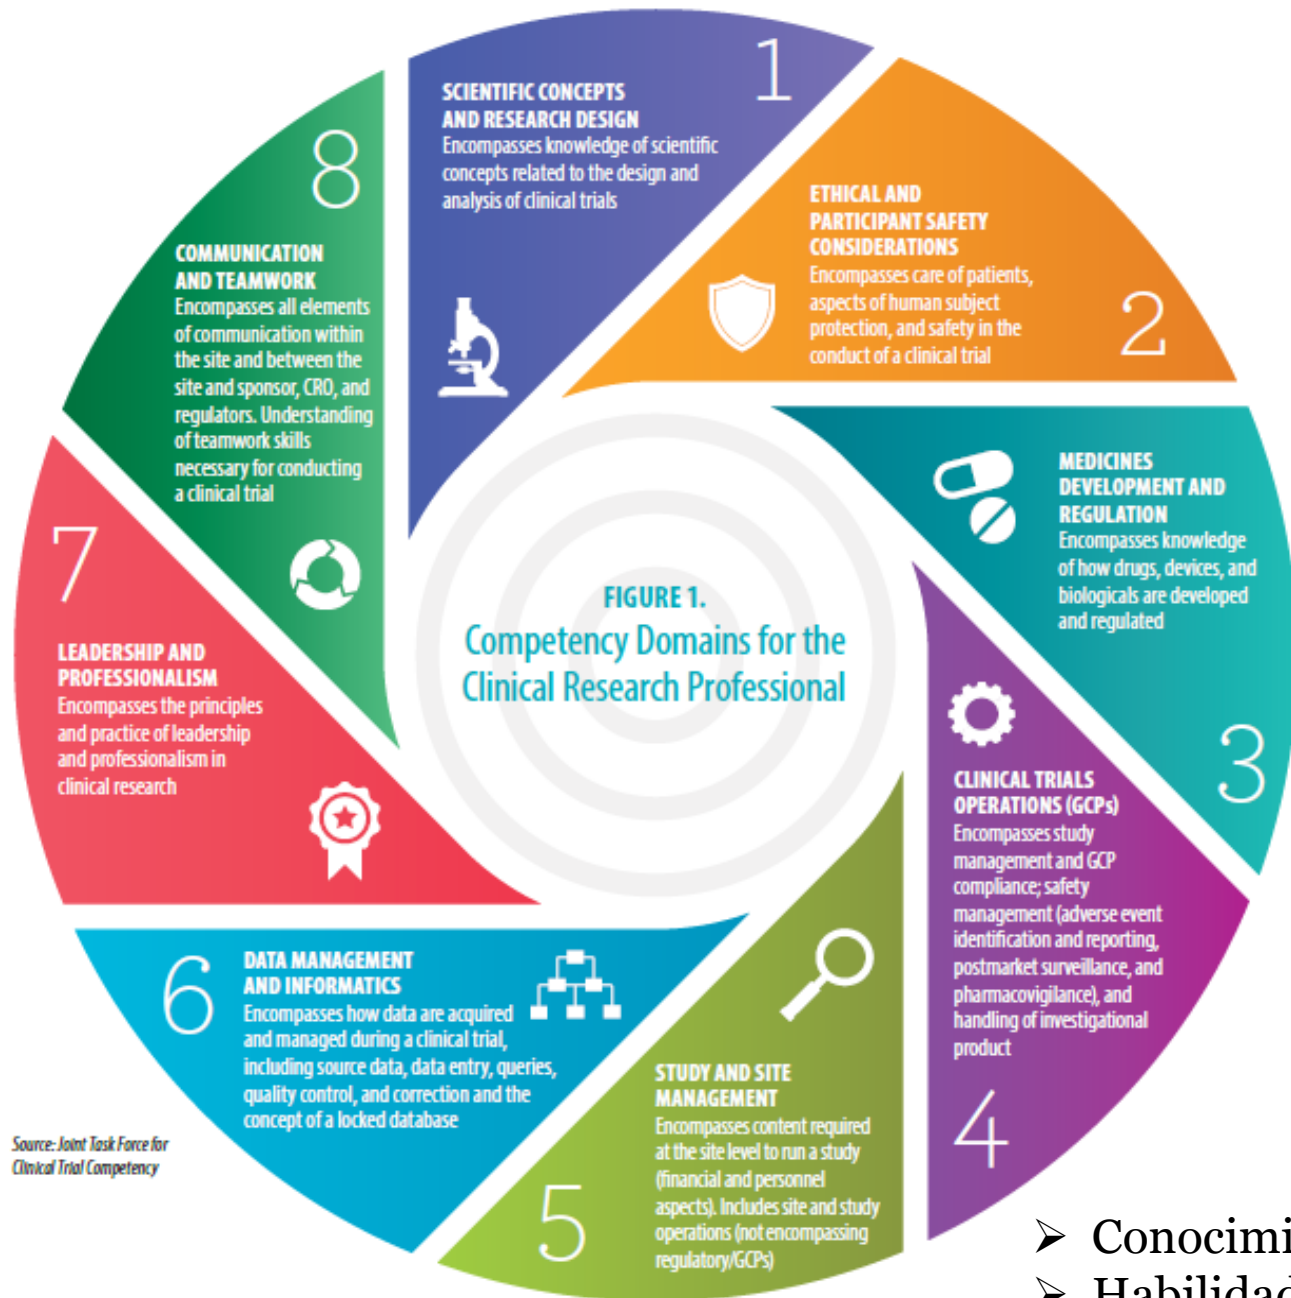 1
SCIENTIFIC CONCEPTS
AND RESEARCH DESIGN
Encompasses knowledge of scientific
concepts related to the design and
analysis of clinical trials
2
ETHICAL AND
PARTICIPANT SAFETY
CONSIDERATIONS
Encompasses care of patients,
aspects of human subject
protection, and safety in the
conduct of a clinical trial
3
MEDICINES
DEVELOPMENT AND
REGULATION
Encompasses knowledge
of how drugs, devices, and
biologicals are developed
and regulated
4
CLINICAL TRIALS
OPERATIONS (GCPs)
Encompasses study
management and GCP
compliance; safety
management (adverse event
identification and reporting,
postmarket surveillance, and
pharmacovigilance), and
handling of investigational
product
5
STUDY AND SITE
MANAGEMENT
Encompasses content required
at the site level to run a study
(financial and personnel
aspects). Includes site and study
operations (not encompassing
regulatory/GCPs)
6
DATA MANAGEMENT
AND INFORMATICS
Encompasses how data are acquired
and managed during a clinical trial,
including source data, data entry, queries,
quality control, and correction and the
concept of a locked database
7
LEADERSHIP AND
PROFESSIONALISM
Encompasses the principles
and practice of leadership
and professionalism in
clinical research
8
COMMUNICATION
AND TEAMWORK
Encompasses all elements
of communication within
the site and between the
site and sponsor, CRO, and
regulators. Understanding
of teamwork skills
necessary for conducting
a clinical trial
FIGURE 1.
Competency Domains for the
Clinical Research Professional
Source: Joint Task Force for
Clinical Trial Competency
➢ Conocimi
➢ Habilidad